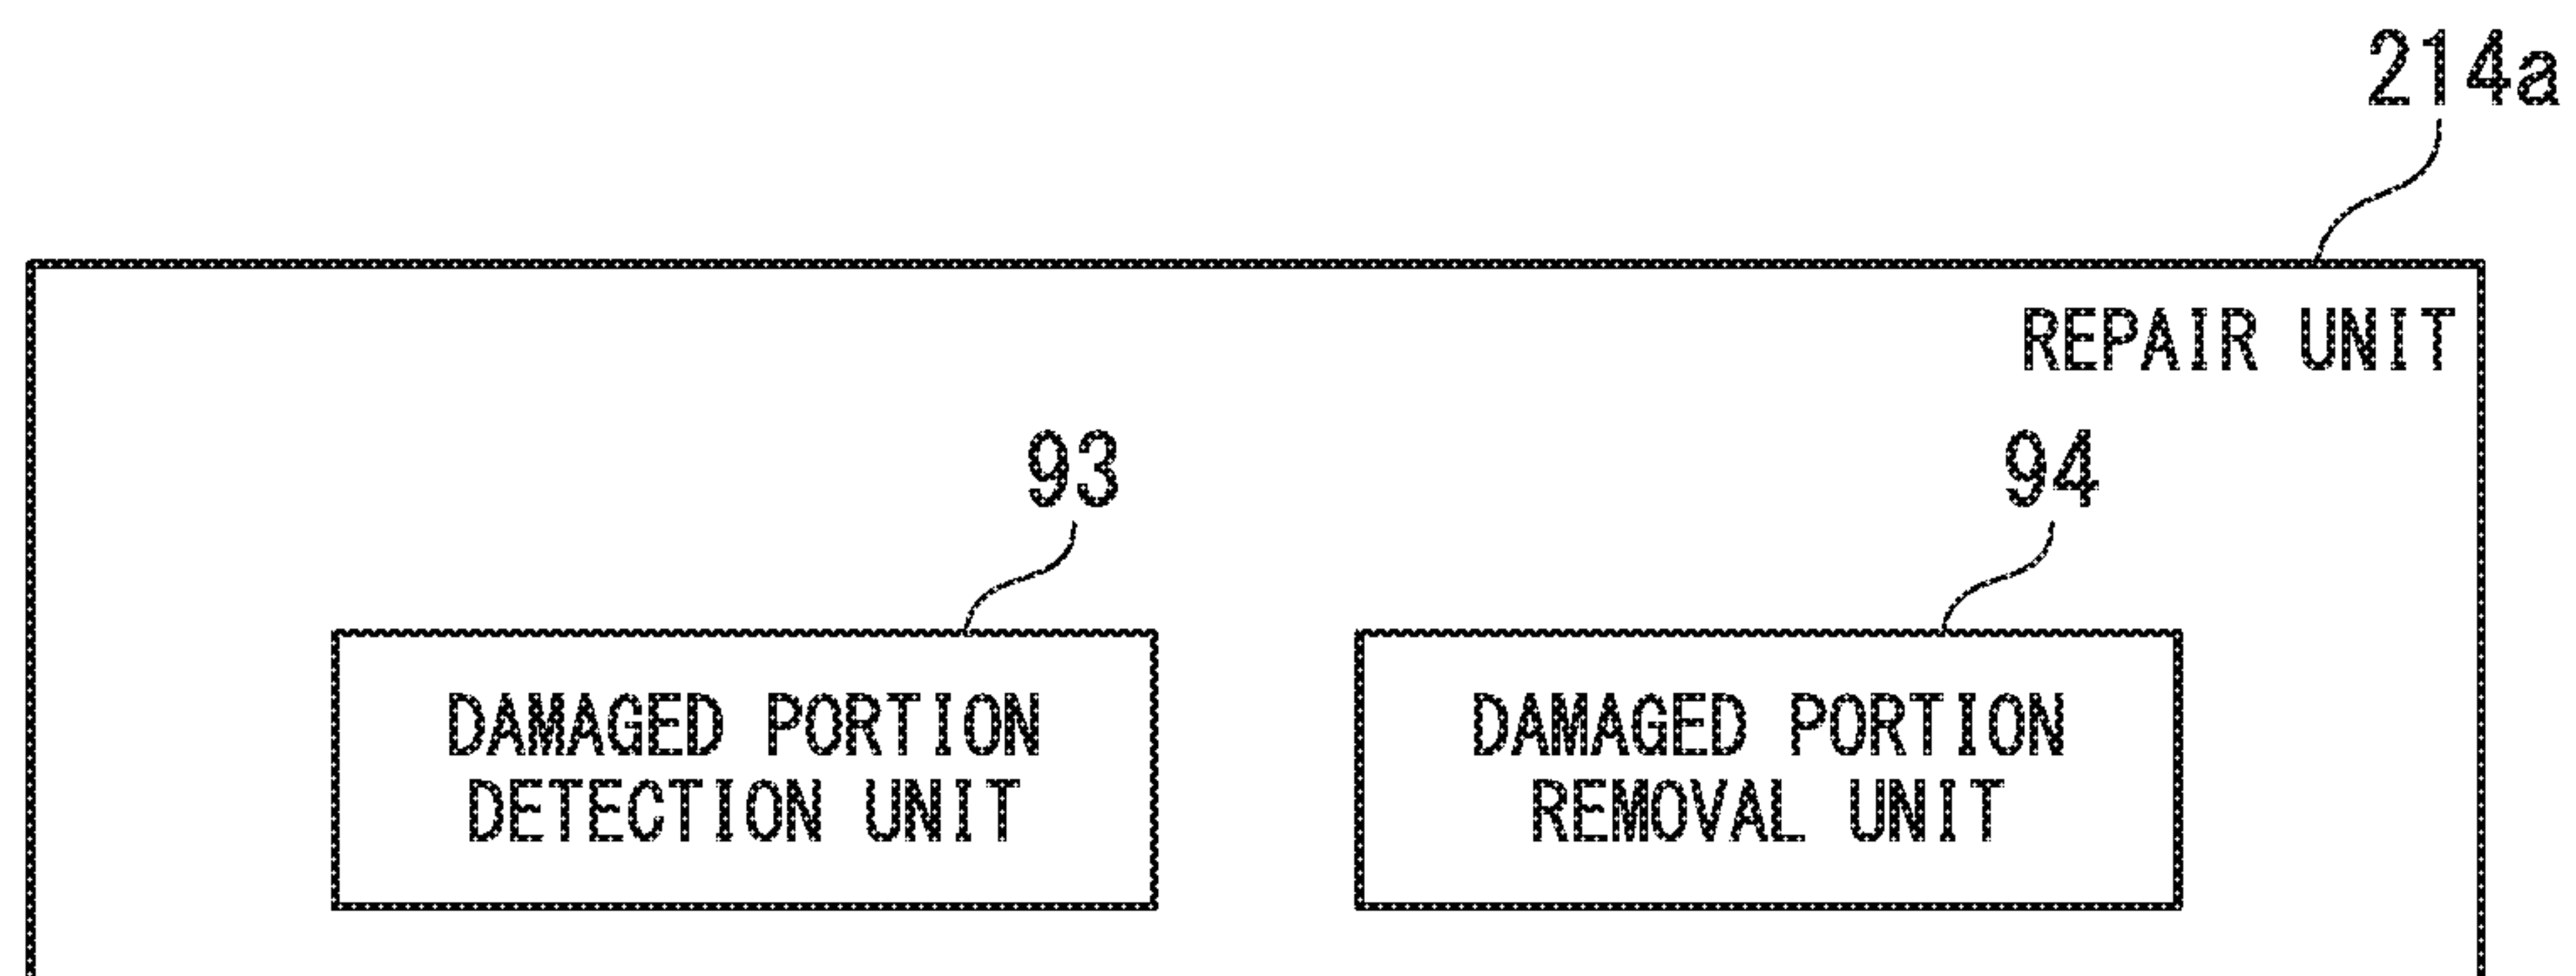 214a
REPAIR UNIT
93
94
DAMAGED PORTION
DETECTION UNIT
DAMAGED PORTION
REMOVAL UNIT